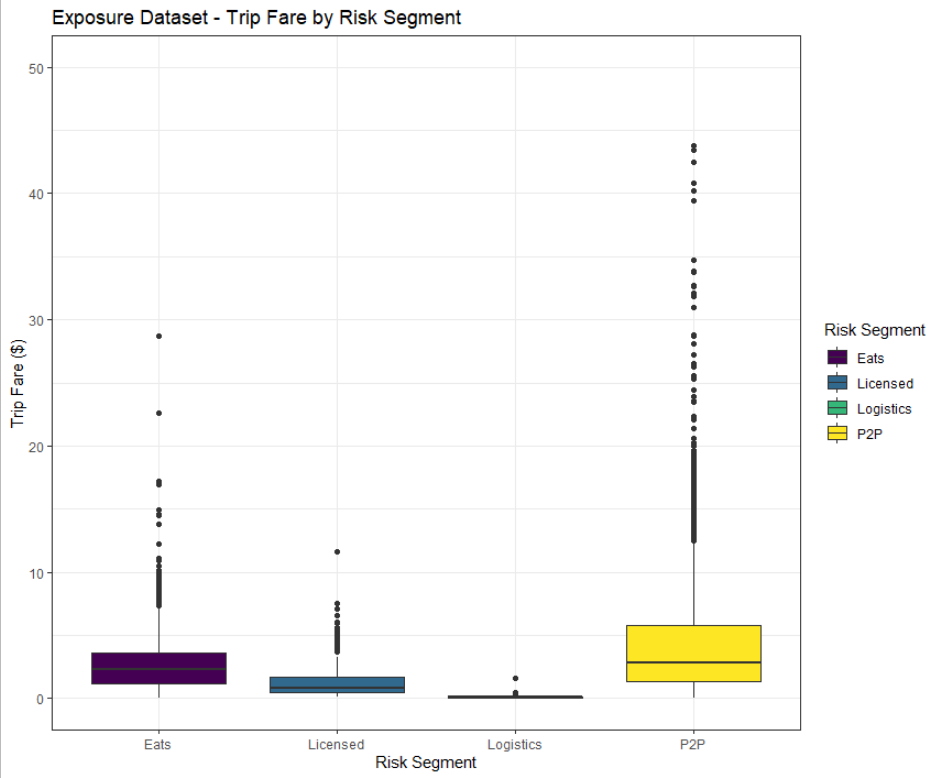 Exposure Dataset - Trip Fare by Risk Segment
Trip Fare ($)
50
40
30
20
10
0
Eats
Licensed
Logistics
P2P
Risk Segment
Risk Segment
Eats
Licensed
Logistics
P2P